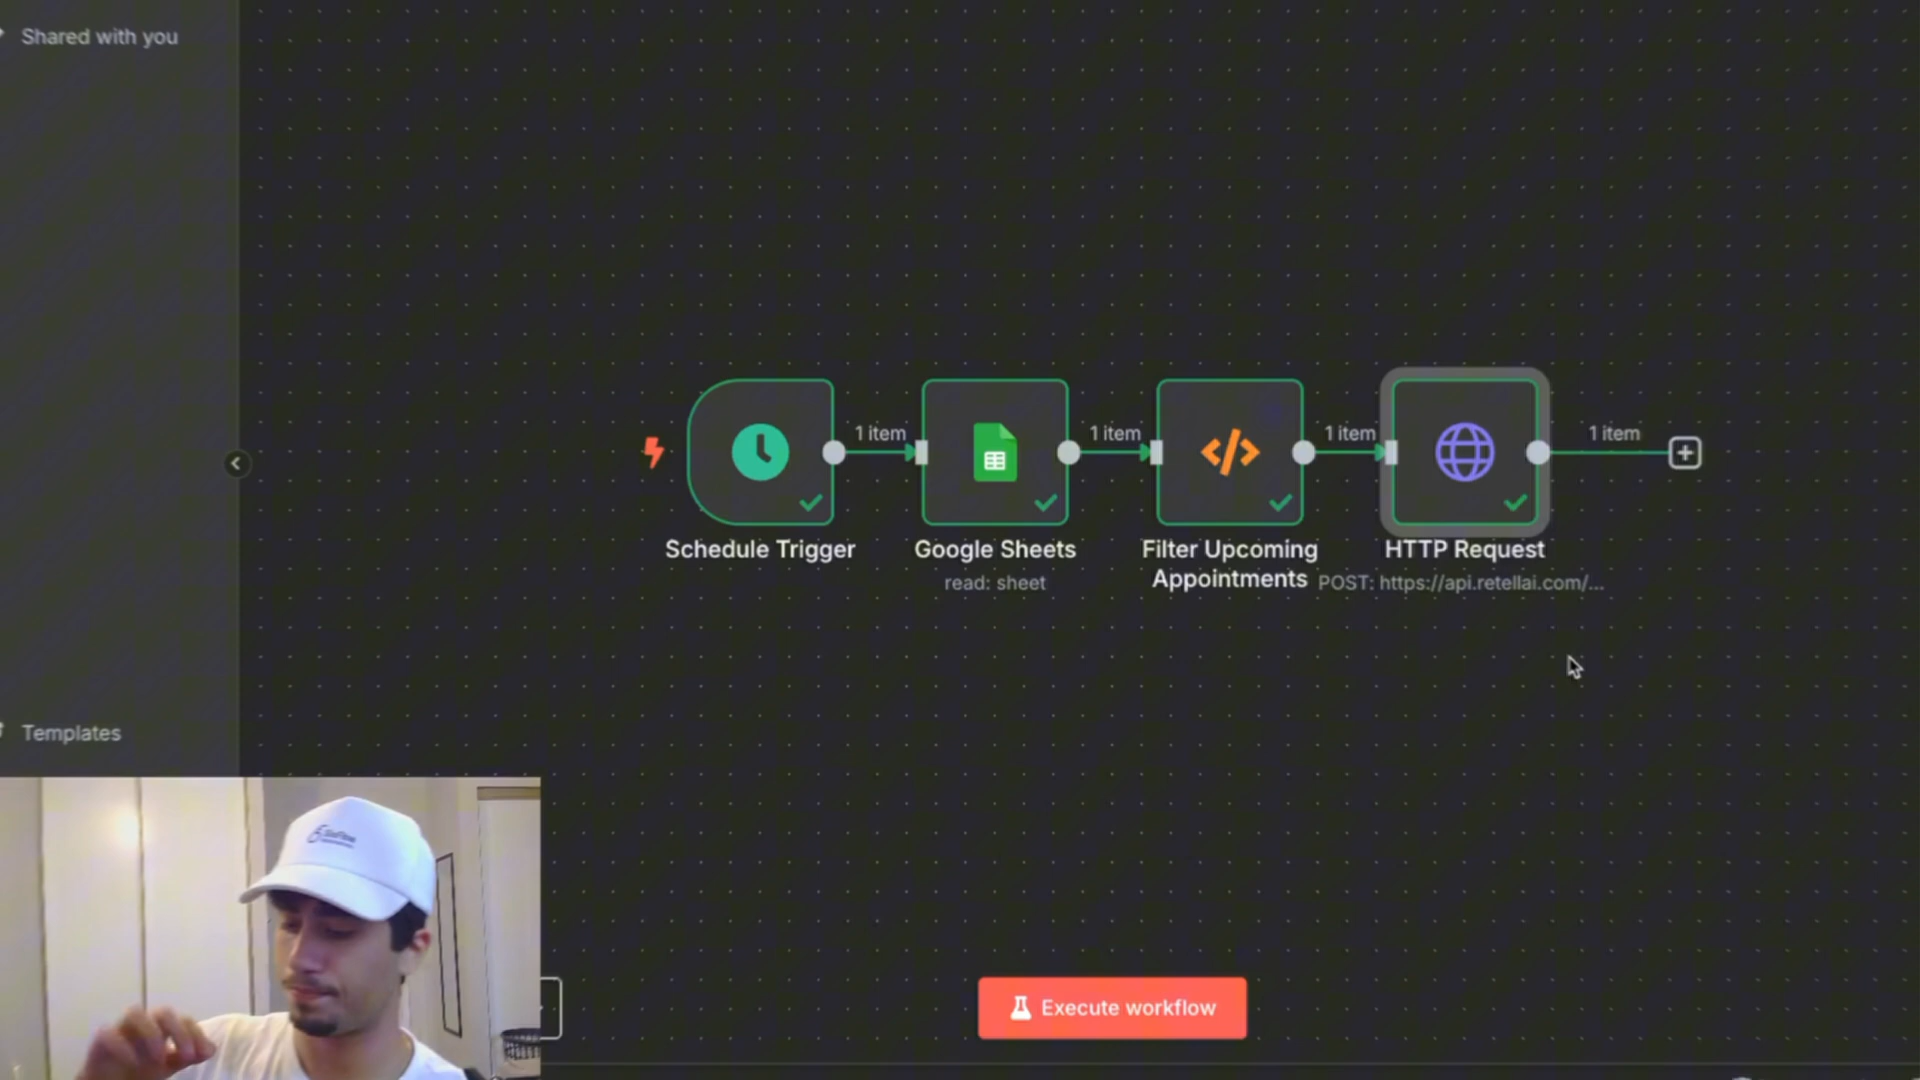 Shared with you
1 item
1 item
1 item
1 item
Schedule Trigger
Google Sheets
read: sheet
Filter Upcoming
Appointments
HTTP Request
POST: https://api.retellai.com/...
Templates
Execute workflow